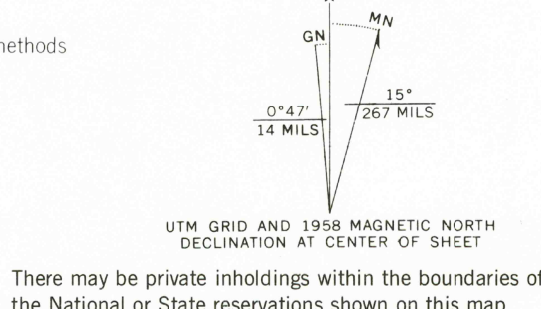 MN
GN
nethods
15°
0°47′
267 MILS
14 MILS
UTM GRID AND 1958 MAGNETIC NORTH
DECLINATION AT CENTER OF SHEET
There may be private inholdings within the boundaries of
the National or State reservations shown on this map